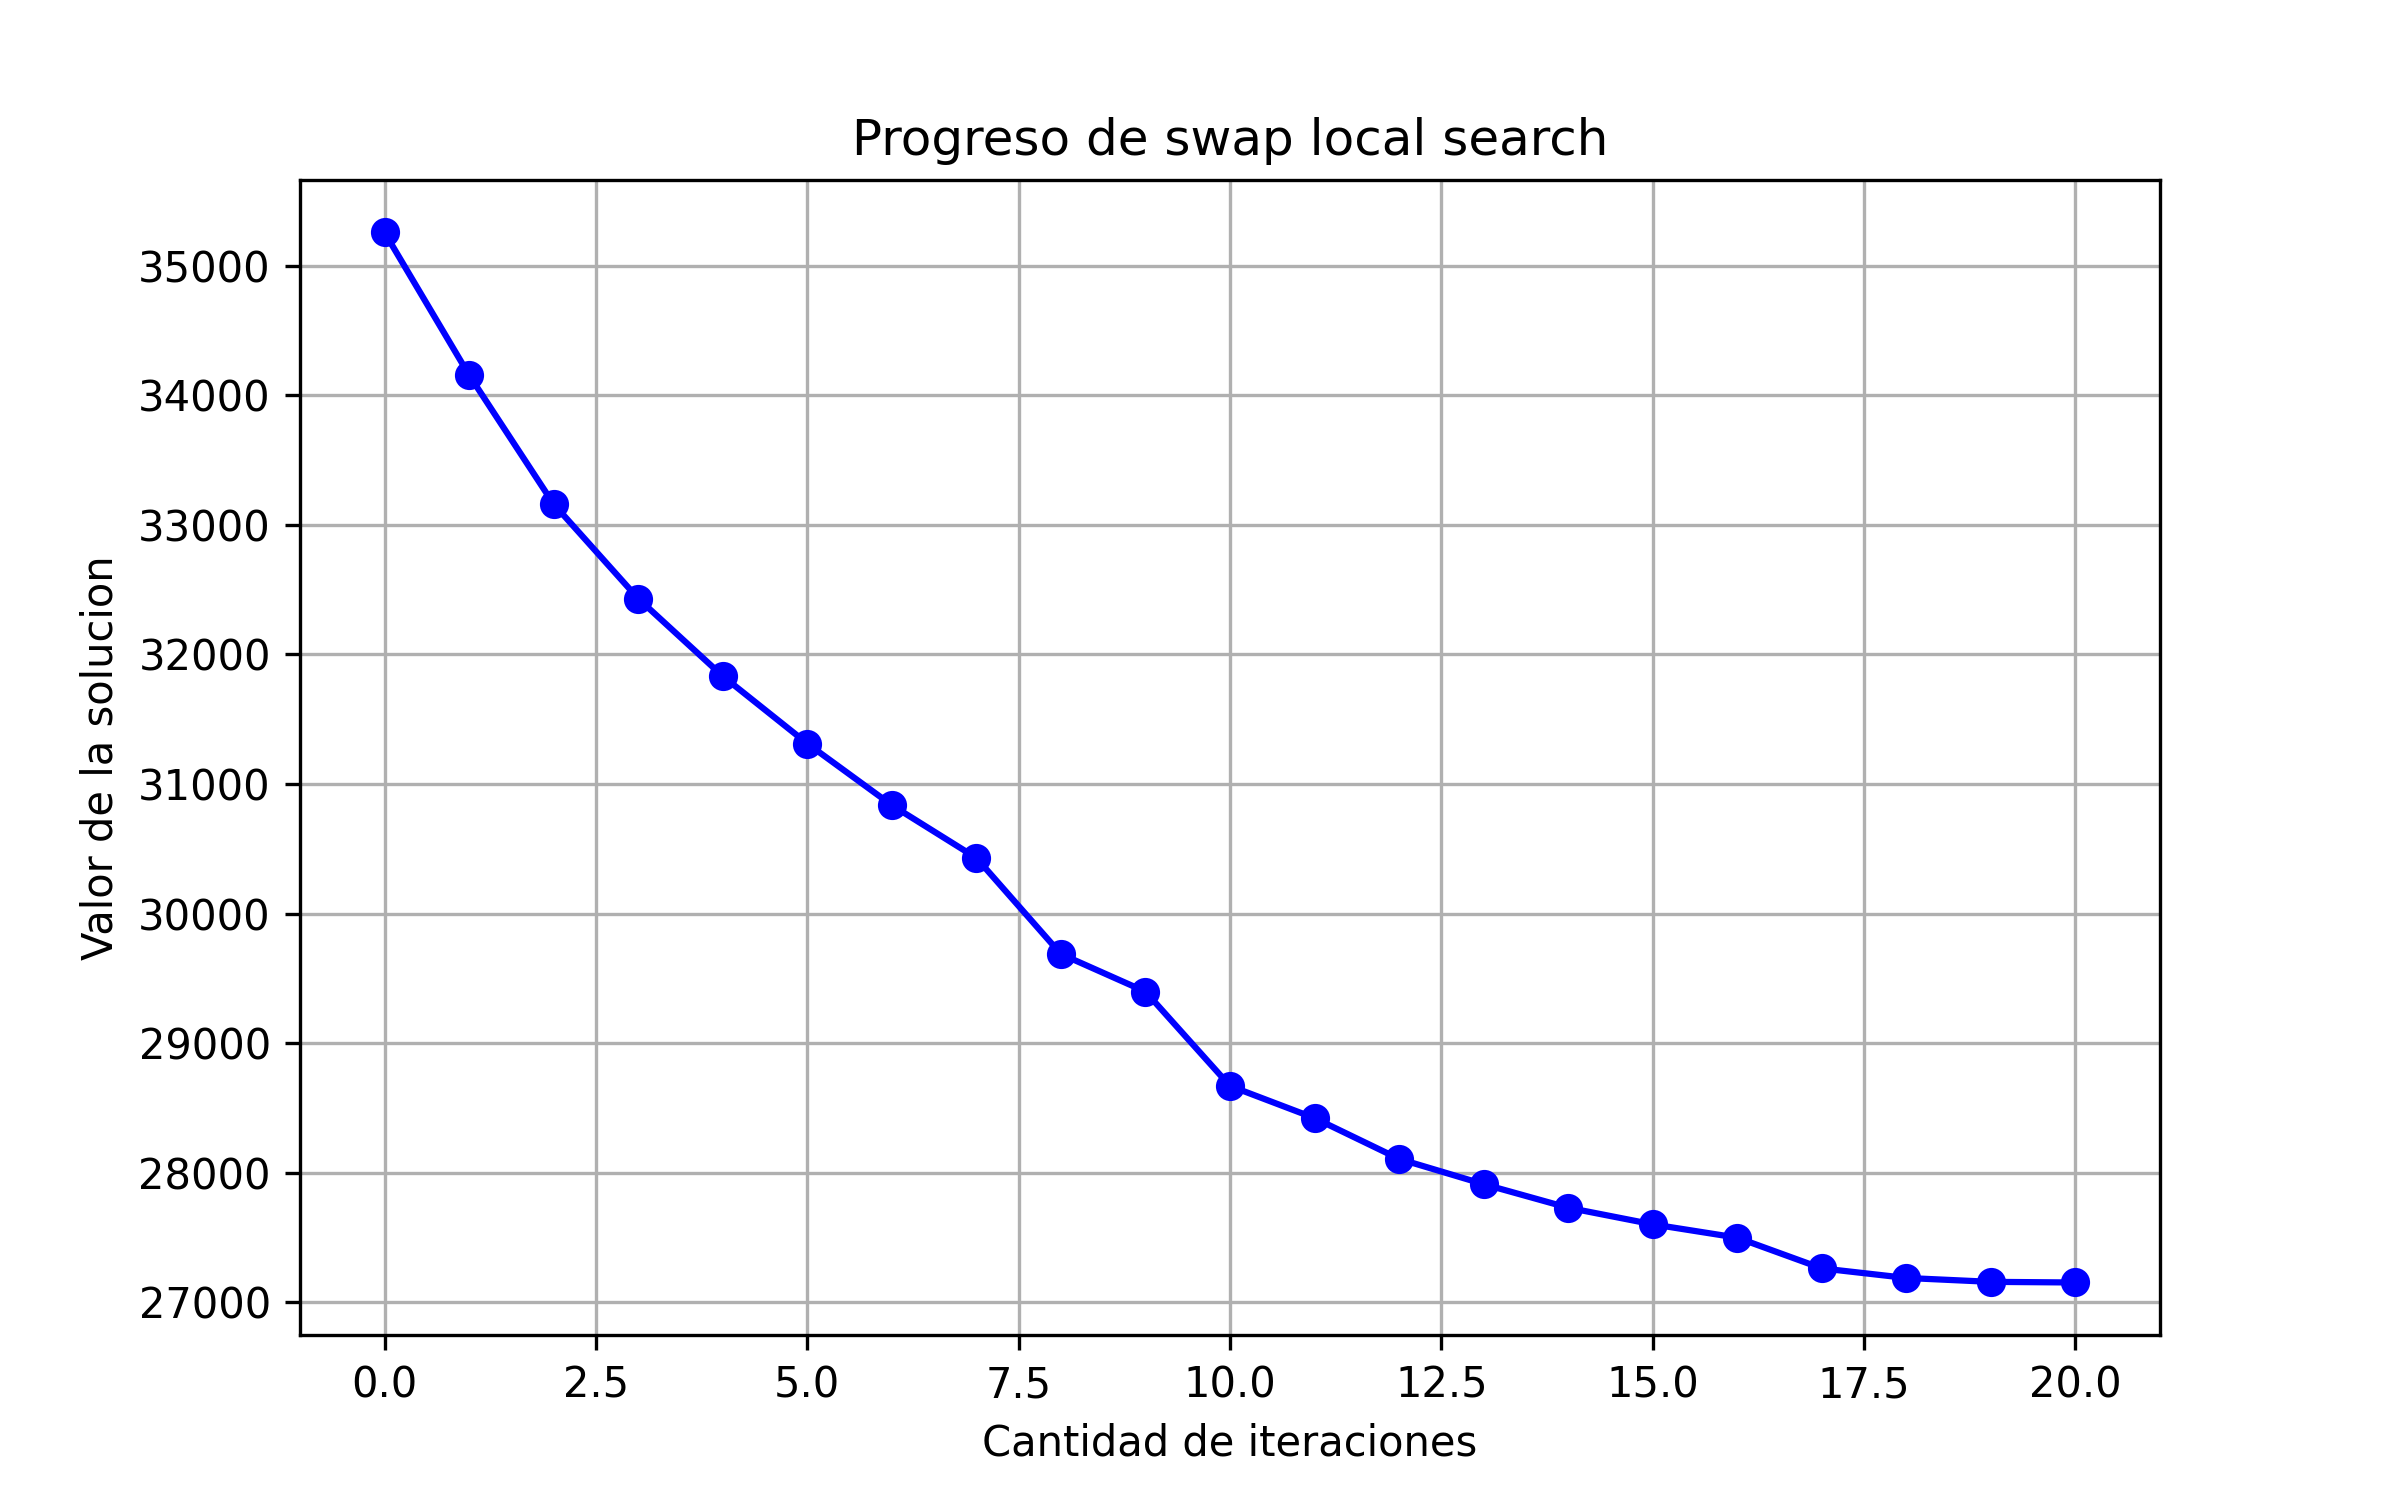 Progreso de swap local search
Valor de la solucion
35000
34000
33000
32000
31000
30000
29000
28000
27000
0.0 2.5 5.0 7.5 10.0 12.5 15.0 17.5 20.0
Cantidad de iteraciones